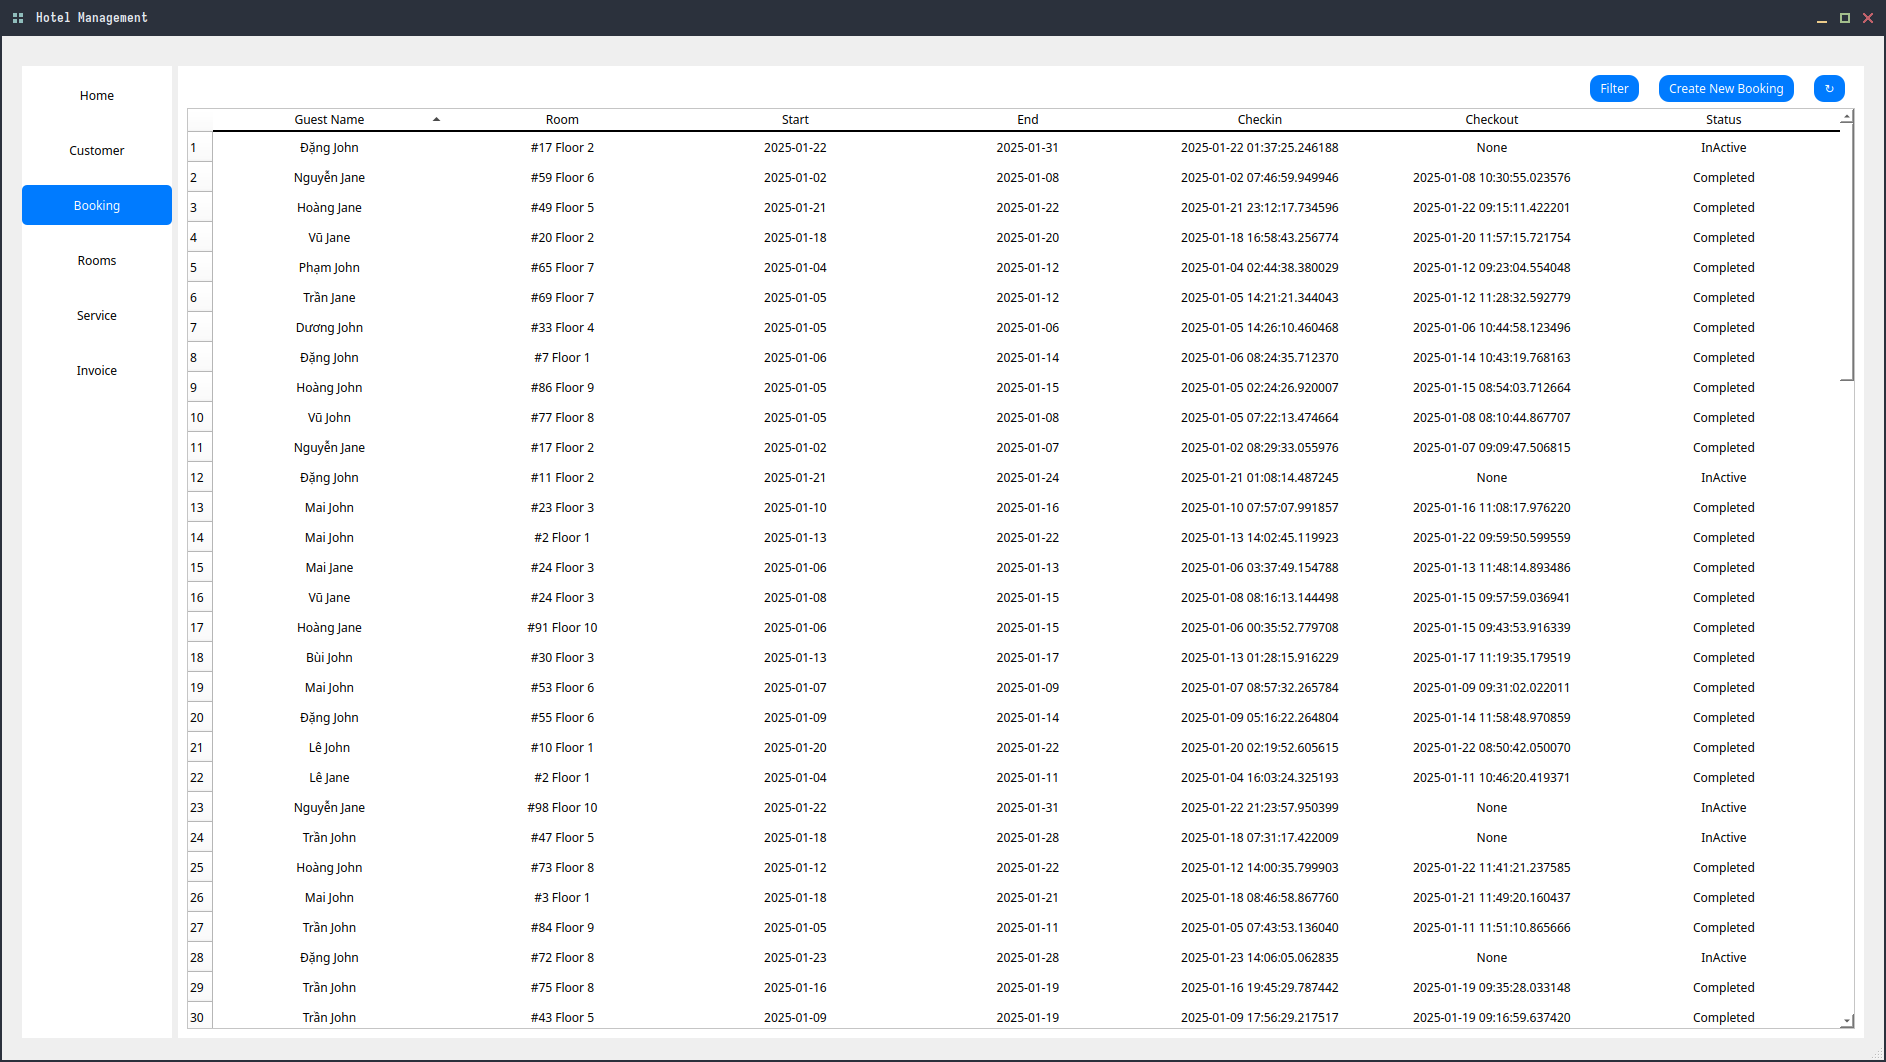 Hotel Management
Home
Customer
Booking
Rooms
Service
Invoice
Filter Create New Booking ↻
Guest Name Room Start End Checkin Checkout Status
1 Đặng John #17 Floor 2 2025-01-22 2025-01-31 2025-01-22 01:37:25.246188 None InActive
2 Nguyễn Jane #59 Floor 6 2025-01-02 2025-01-08 2025-01-02 07:46:59.949946 2025-01-08 10:30:55.023576 Completed
3 Hoàng Jane #49 Floor 5 2025-01-21 2025-01-22 2025-01-21 23:12:17.734596 2025-01-22 09:15:11.422201 Completed
4 Vũ Jane #20 Floor 2 2025-01-18 2025-01-20 2025-01-18 16:58:43.256774 2025-01-20 11:57:15.721754 Completed
5 Phạm John #65 Floor 7 2025-01-04 2025-01-12 2025-01-04 02:44:38.380029 2025-01-12 09:23:04.554048 Completed
6 Trần Jane #69 Floor 7 2025-01-05 2025-01-12 2025-01-05 14:21:21.344043 2025-01-12 11:28:32.592779 Completed
7 Dương John #33 Floor 4 2025-01-05 2025-01-06 2025-01-05 14:26:10.460468 2025-01-06 10:44:58.123496 Completed
8 Đặng John #7 Floor 1 2025-01-06 2025-01-14 2025-01-06 08:24:35.712370 2025-01-14 10:43:19.768163 Completed
9 Hoàng John #86 Floor 9 2025-01-05 2025-01-15 2025-01-05 02:24:26.920007 2025-01-15 08:54:03.712664 Completed
10 Vũ John #77 Floor 8 2025-01-05 2025-01-08 2025-01-05 07:22:13.474664 2025-01-08 08:10:44.867707 Completed
11 Nguyễn Jane #17 Floor 2 2025-01-02 2025-01-07 2025-01-02 08:29:33.055976 2025-01-07 09:09:47.506815 Completed
12 Đặng John #11 Floor 2 2025-01-21 2025-01-24 2025-01-21 01:08:14.487245 None InActive
13 Mai John #23 Floor 3 2025-01-10 2025-01-16 2025-01-10 07:57:07.991857 2025-01-16 11:08:17.976220 Completed
14 Mai John #2 Floor 1 2025-01-13 2025-01-22 2025-01-13 14:02:45.119923 2025-01-22 09:59:50.599559 Completed
15 Mai Jane #24 Floor 3 2025-01-06 2025-01-13 2025-01-06 03:37:49.154788 2025-01-13 11:48:14.893486 Completed
16 Vũ Jane #24 Floor 3 2025-01-08 2025-01-15 2025-01-08 08:16:13.144498 2025-01-15 09:57:59.036941 Completed
17 Hoàng Jane #91 Floor 10 2025-01-06 2025-01-15 2025-01-06 00:35:52.779708 2025-01-15 09:43:53.916339 Completed
18 Bùi John #30 Floor 3 2025-01-13 2025-01-17 2025-01-13 01:28:15.916229 2025-01-17 11:19:35.179519 Completed
19 Mai John #53 Floor 6 2025-01-07 2025-01-09 2025-01-07 08:57:32.265784 2025-01-09 09:31:02.022011 Completed
20 Đặng John #55 Floor 6 2025-01-09 2025-01-14 2025-01-09 05:16:22.264804 2025-01-14 11:58:48.970859 Completed
21 Lê John #10 Floor 1 2025-01-20 2025-01-22 2025-01-20 02:19:52.605615 2025-01-22 08:50:42.050070 Completed
22 Lê Jane #2 Floor 1 2025-01-04 2025-01-11 2025-01-04 16:03:24.325193 2025-01-11 10:46:20.419371 Completed
23 Nguyễn Jane #98 Floor 10 2025-01-22 2025-01-31 2025-01-22 21:23:57.950399 None InActive
24 Trần John #47 Floor 5 2025-01-18 2025-01-28 2025-01-18 07:31:17.422009 None InActive
25 Hoàng John #73 Floor 8 2025-01-12 2025-01-22 2025-01-12 14:00:35.799903 2025-01-22 11:41:21.237585 Completed
26 Mai John #3 Floor 1 2025-01-18 2025-01-21 2025-01-18 08:46:58.867760 2025-01-21 11:49:20.160437 Completed
27 Trần John #84 Floor 9 2025-01-05 2025-01-11 2025-01-05 07:43:53.136040 2025-01-11 11:51:10.865666 Completed
28 Đặng John #72 Floor 8 2025-01-23 2025-01-28 2025-01-23 14:06:05.062835 None InActive
29 Trần John #75 Floor 8 2025-01-16 2025-01-19 2025-01-16 19:45:29.787442 2025-01-19 09:35:28.033148 Completed
30 Trần John #43 Floor 5 2025-01-09 2025-01-19 2025-01-09 17:56:29.217517 2025-01-19 09:16:59.637420 Completed